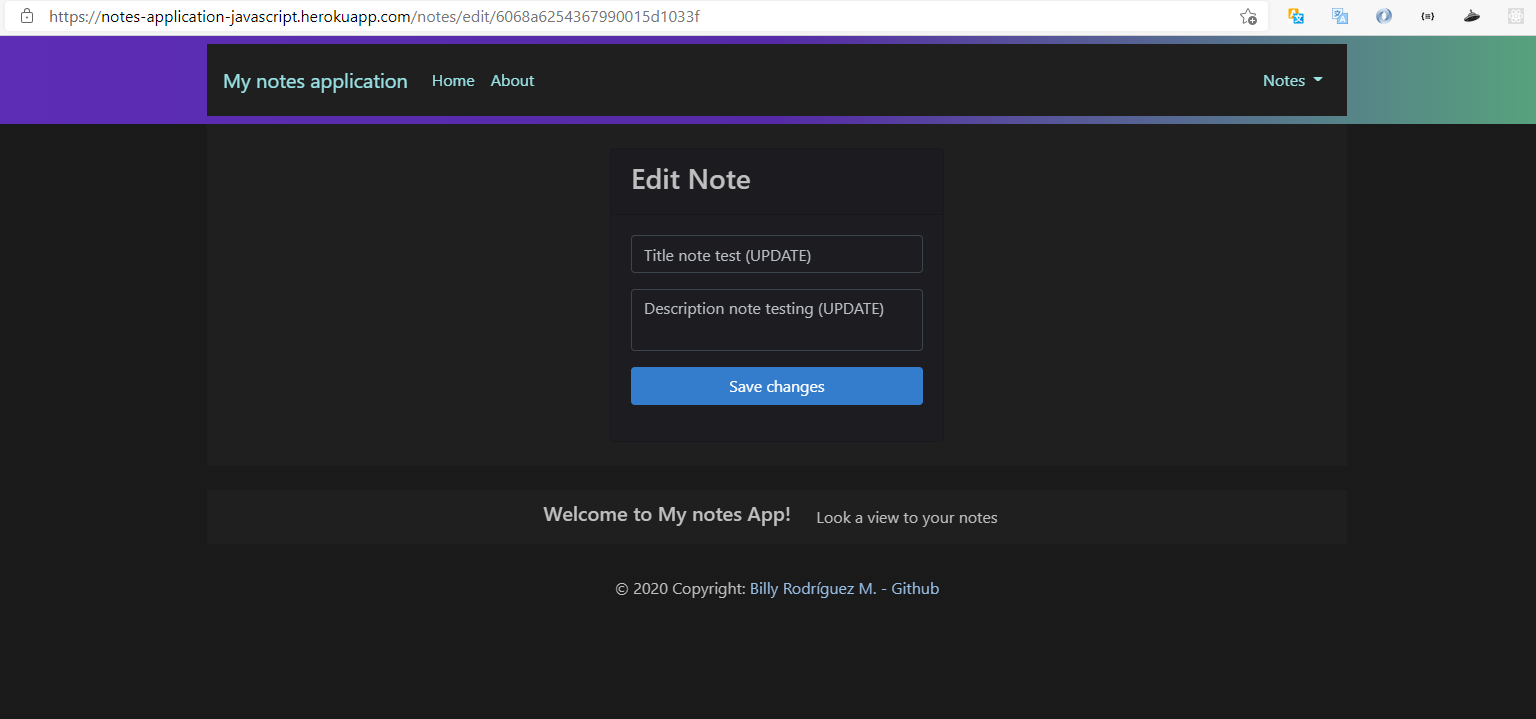 https://notes-application-javascript.herokuapp.com/notes/edit/6068a6254367990015d1033f
My notes application Home About Notes
Edit Note
Title note test (UPDATE)
Description note testing (UPDATE)
Save changes
Welcome to My notes App! Look a view to your notes
© 2020 Copyright: Billy Rodríguez M. - Github